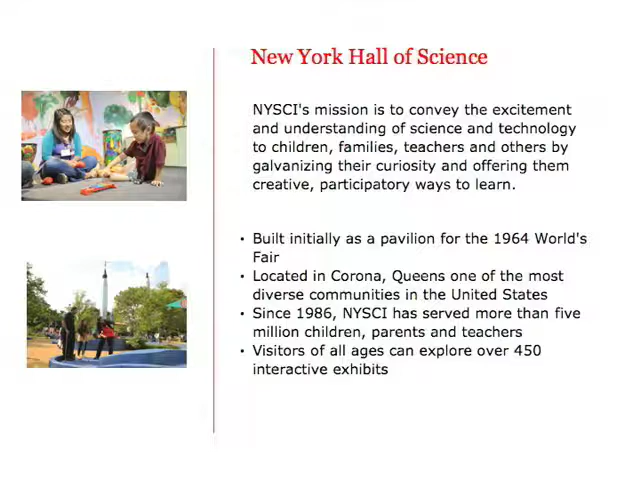 New York Hall of Science
NYSCI's mission is to convey the excitement
and understanding of science and technology
to children, families, teachers and others by
galvanizing their curiosity and offering them
creative, participatory ways to learn.
• Built initially as a pavilion for the 1964 World's
Fair
• Located in Corona, Queens one of the most
diverse communities in the United States
• Since 1986, NYSCI has served more than five
million children, parents and teachers
• Visitors of all ages can explore over 450
interactive exhibits